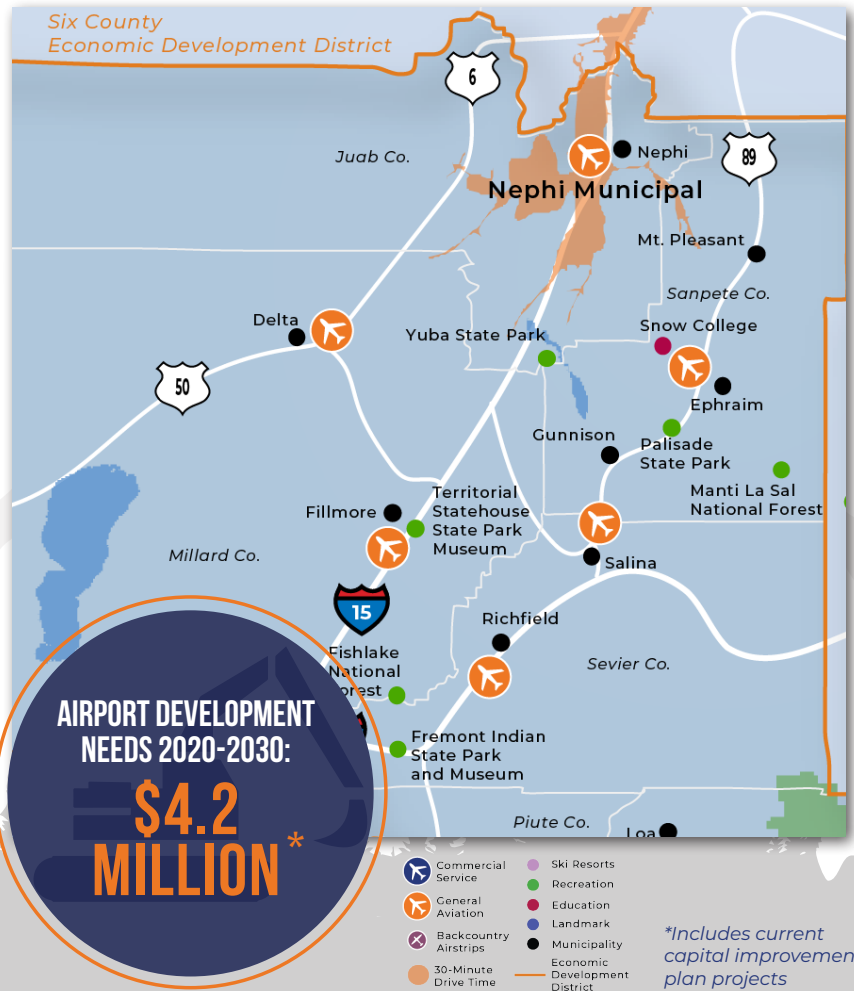 Six County
Economic Development District
6
Juab Co.
Nephi
89
Nephi Municipal
Mt. Pleasant
Sanpete Co.
Delta
Snow College
Yuba State Park
50
Ephraim
Gunnison
Palisade
State Park
Manti La Sal
National Forest
Territorial
Statehouse
State Park
Museum
Fillmore
Millard Co.
Salina
15
Richfield
Sevier Co.
Fishlake
National
orest
Fremont Indian
State Park
and Museum
Piute Co.
Loa
AIRPORT DEVELOPMENT
NEEDS 2020-2030:
$4.2
MILLION*
Commercial
Service
General
Aviation
Backcountry
Airstrips
30-Minute
Drive Time
Ski Resorts
Recreation
Education
Landmark
Municipality
Economic
Development
District
*Includes current
capital improvemen
plan projects